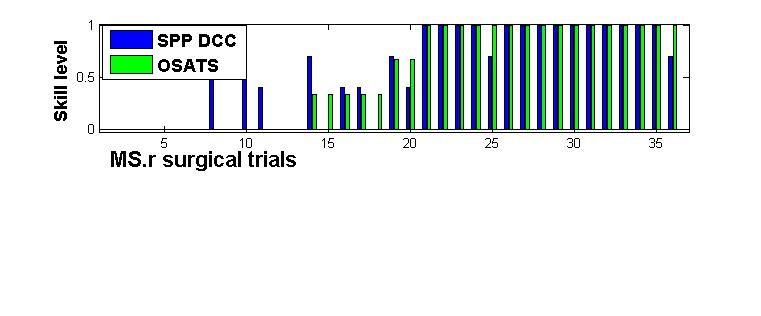 1
SPP DCC
OSATS
0.5
0
Skill level
5 10 15 20 25 30 35
MS.r surgical trials